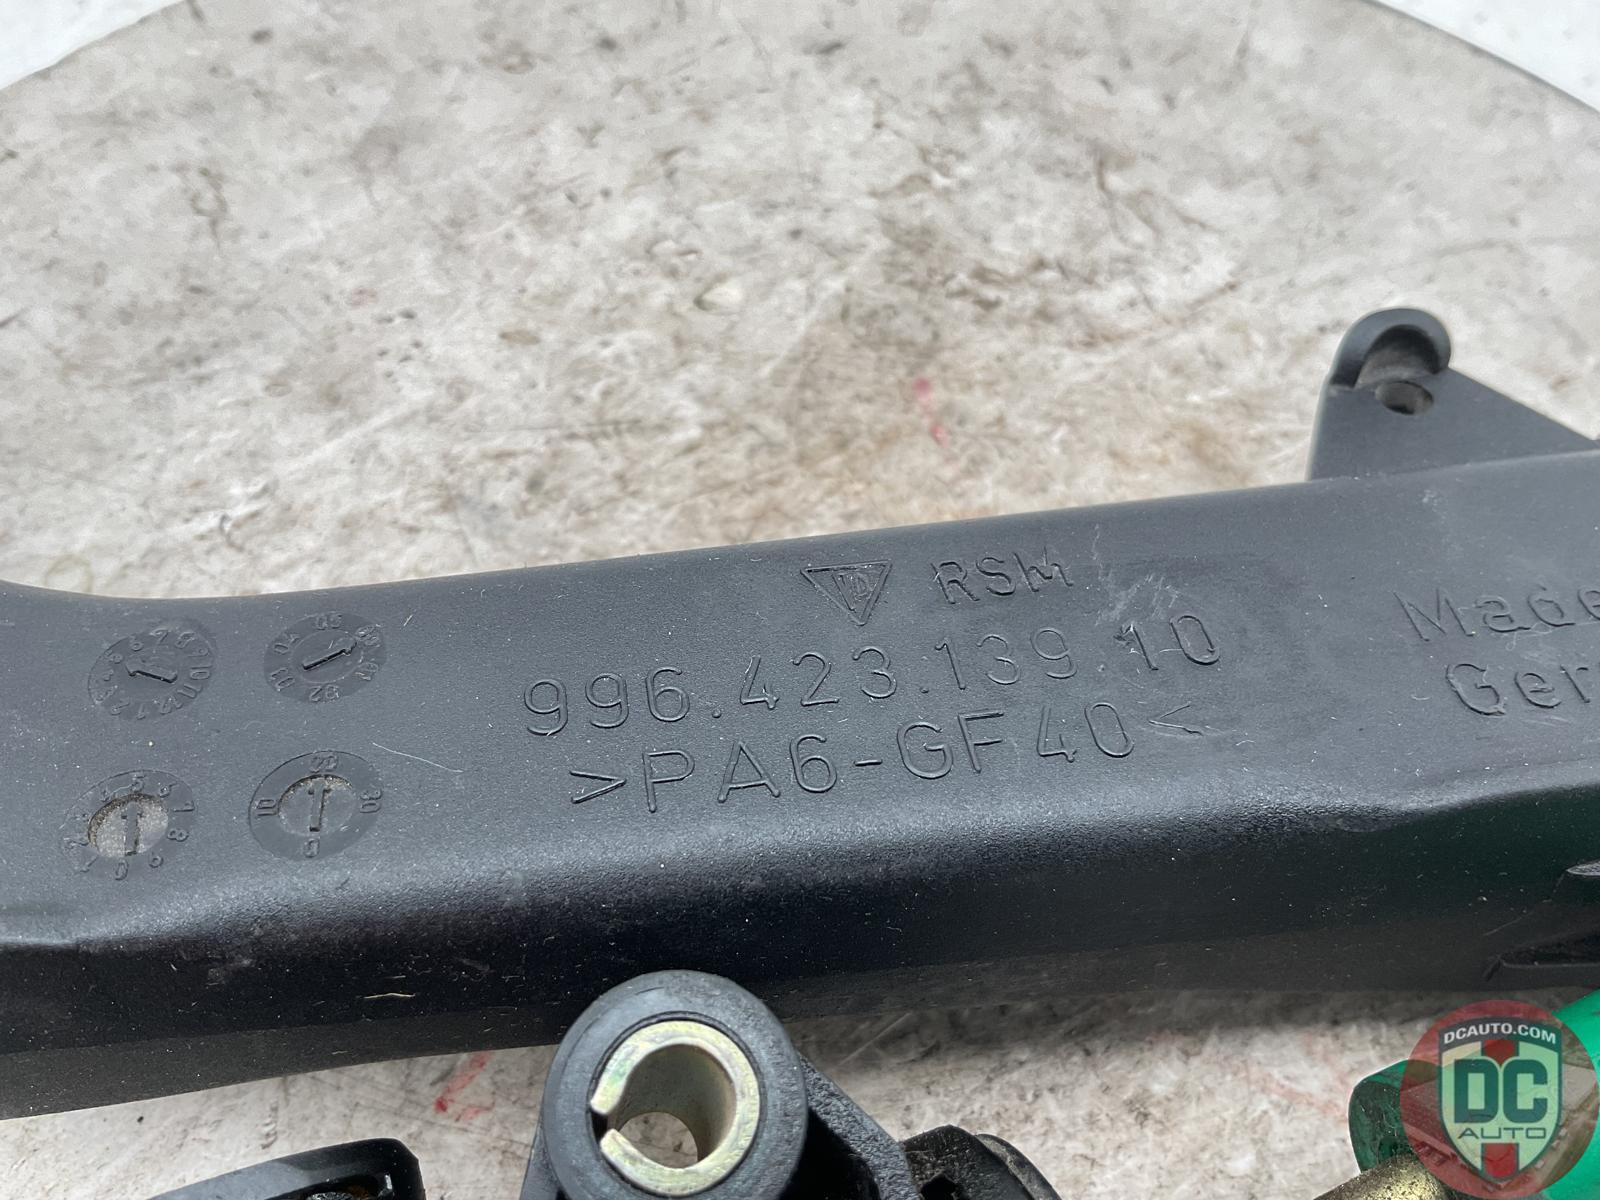 RSM
996.423.139.10
>PA6-GF40<
Made
Ger
DCAUTO.COM
DC
AUTO